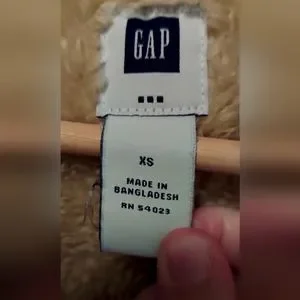 GAP
XS
MADE IN
BANGLADESH
RN 54023